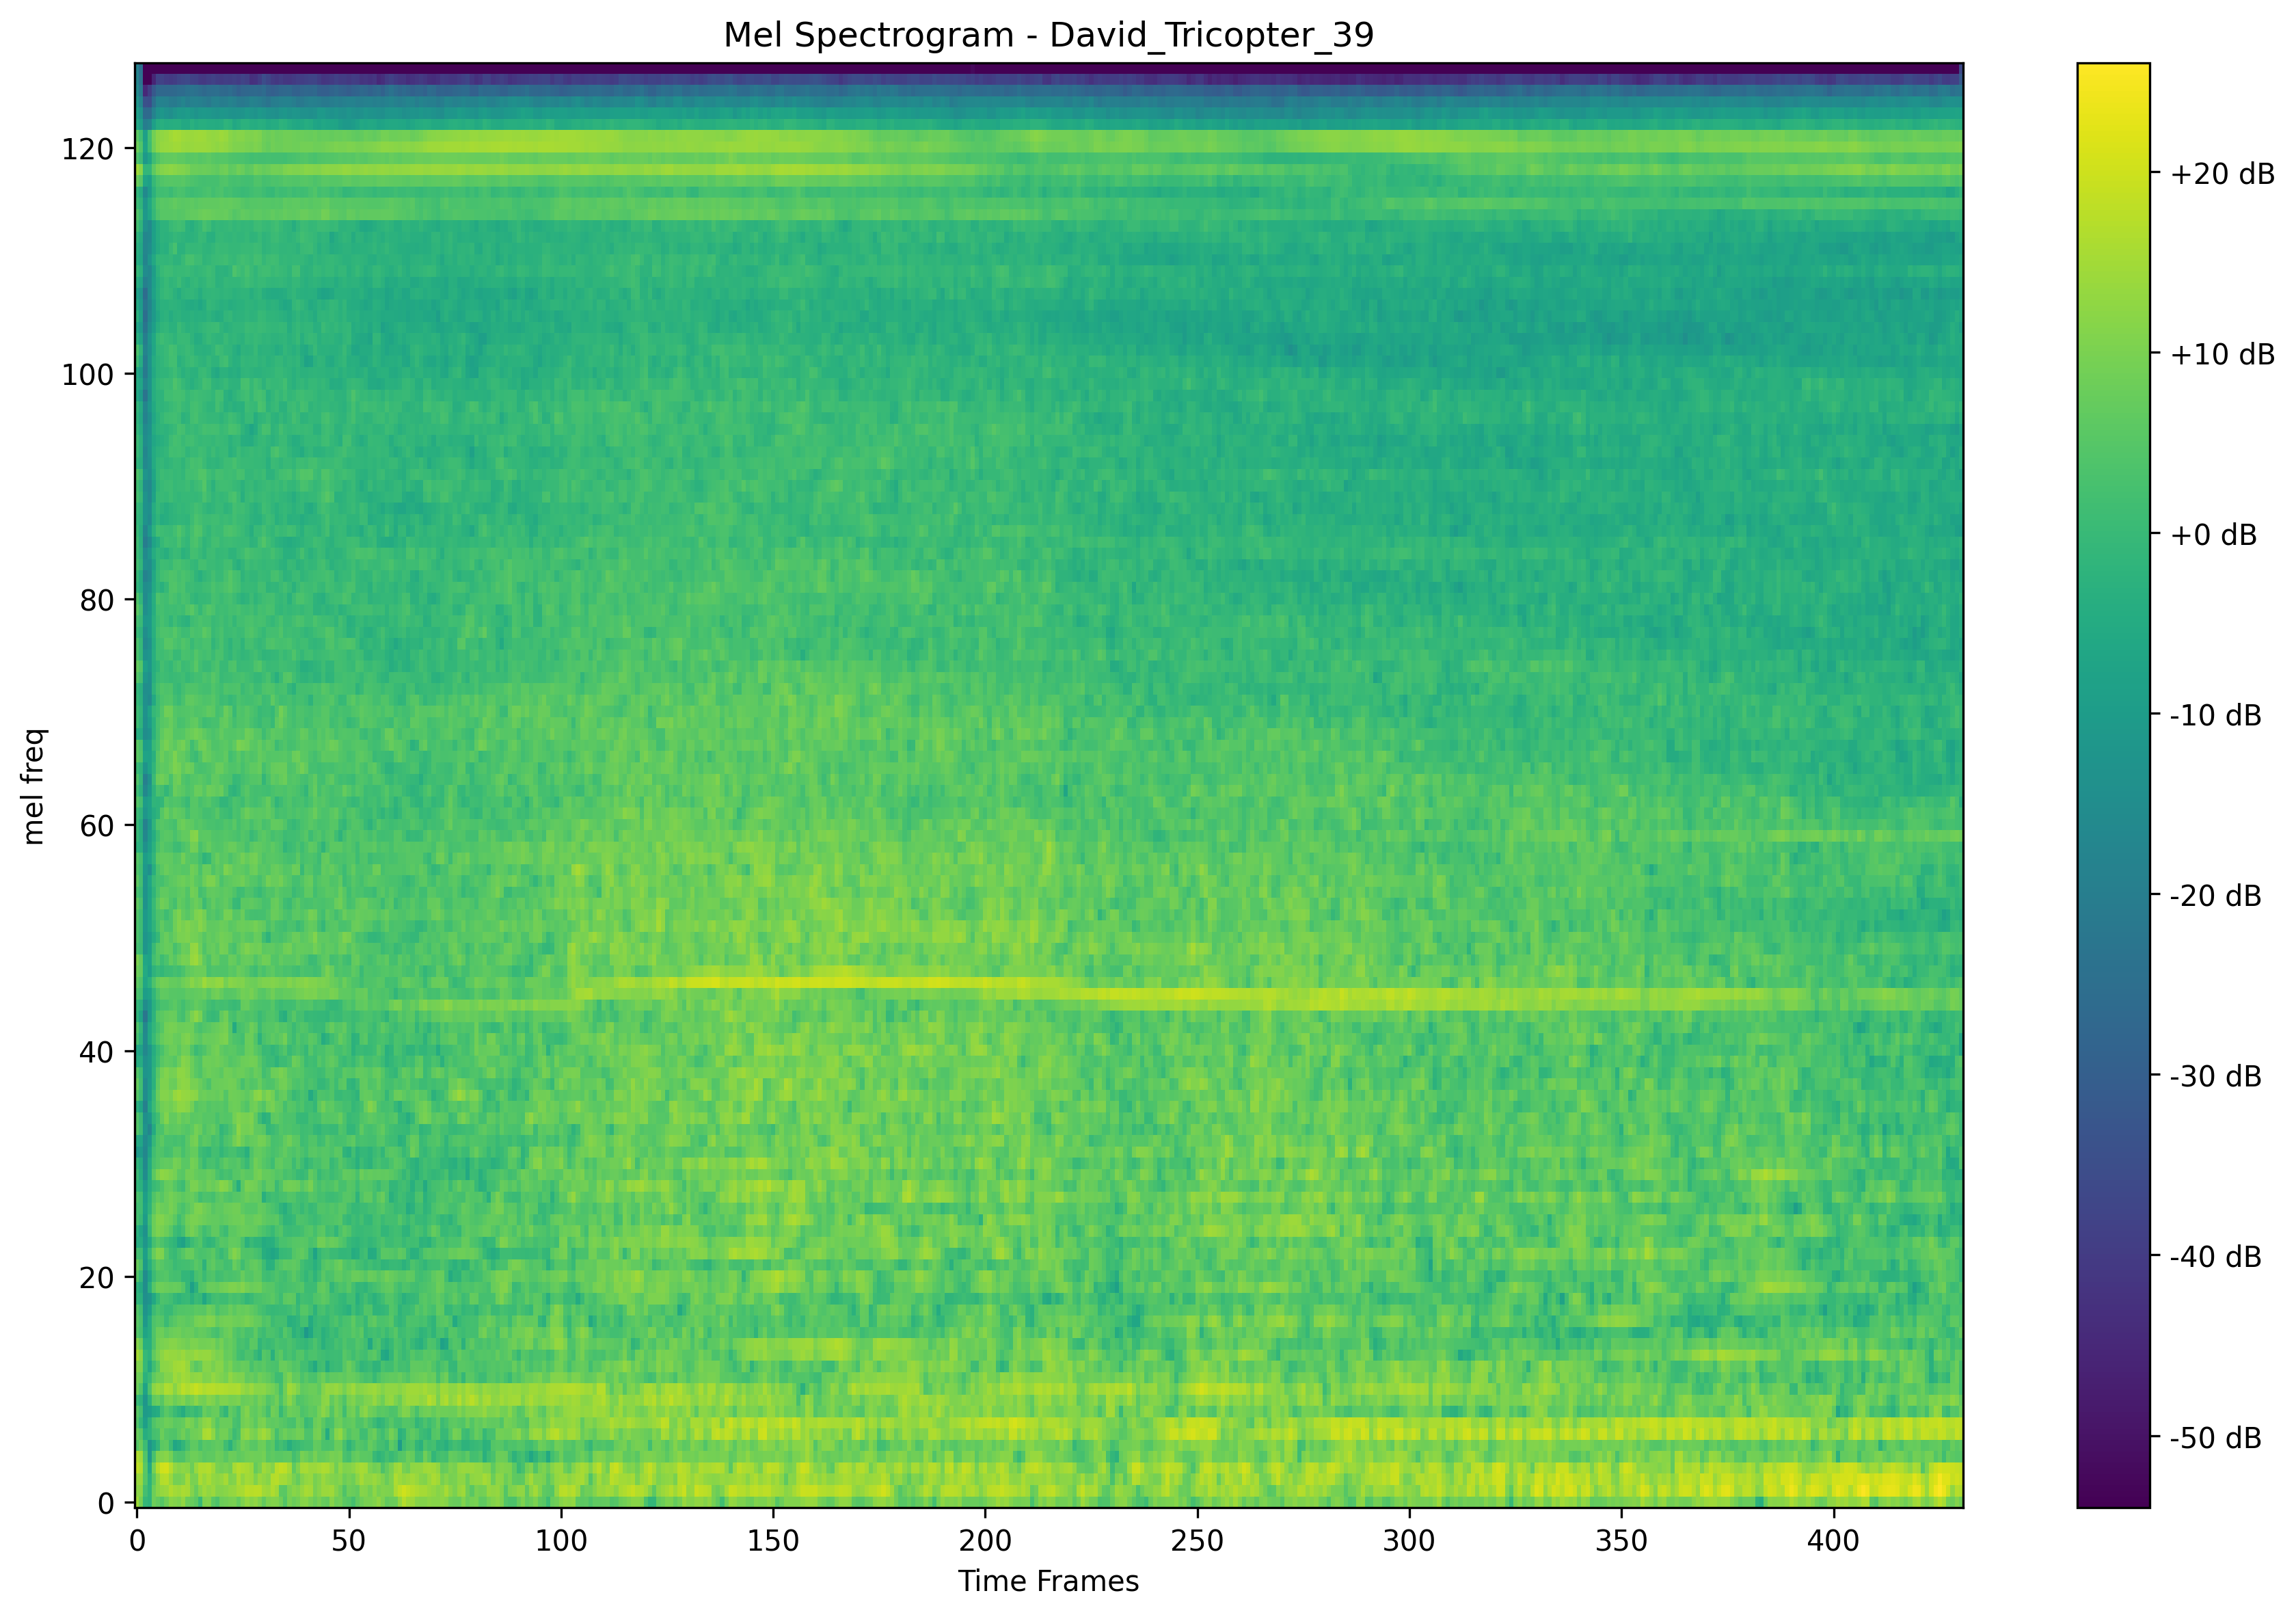 Mel Spectrogram - David_Tricopter_39
mel freq
120
100
80
60
40
20
0
0 50 100 150 200 250 300 350 400
Time Frames
+20 dB
+10 dB
+0 dB
-10 dB
-20 dB
-30 dB
-40 dB
-50 dB